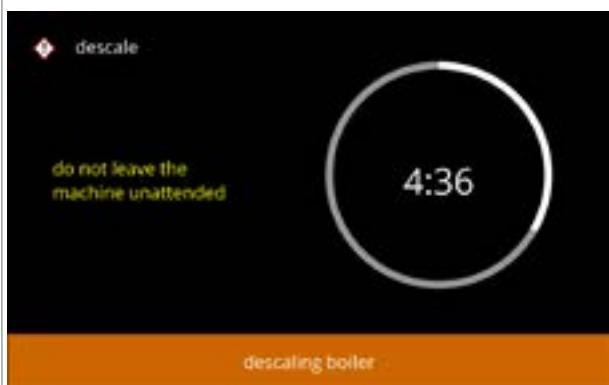 descale
do not leave the
machine unattended
4:36
descaling boiler